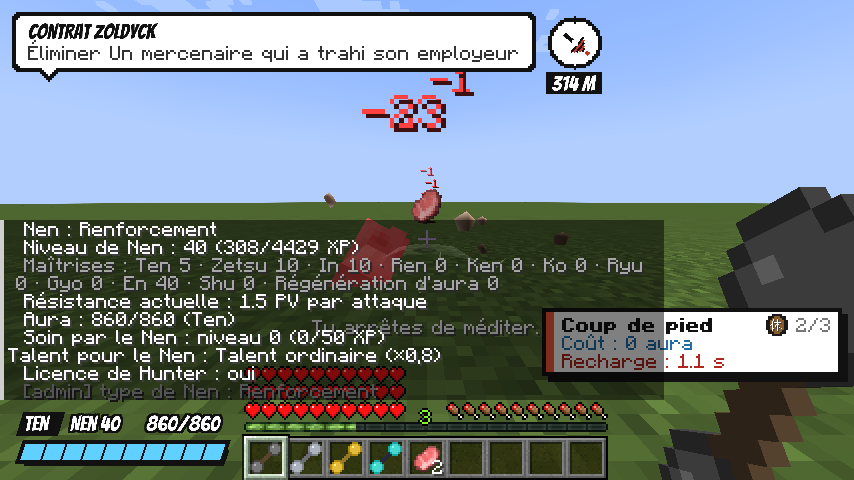 CONTRAT ZOLDYCK
Éliminer Un mercenaire qui a trahi son employeur
314 M
-1
-23
-1
-1
Nen : Renforcement
Niveau de Nen : 40 (308/4429 XP)
Maîtrises : Ten 5 · Zetsu 10 · In 10 · Ren 0 · Ken 0 · Ko 0 · Ryu
0 · Gyo 0 · En 40 · Shu 0 · Régénération d'aura 0
Résistance actuelle : 1.5 PV par attaque
Aura : 860/860 (Ten)
Tu arrêtes de méditer.
Soin par le Nen : niveau 0 (0/50 XP)
Talent pour le Nen : Talent ordinaire (×0,8)
Licence de Hunter : oui
[admin] type de Nen : Renforcement
Coup de pied
2/3
Coût : 0 aura
Recharge : 1.1 s
TEN
NEN 40
860/860
3
2